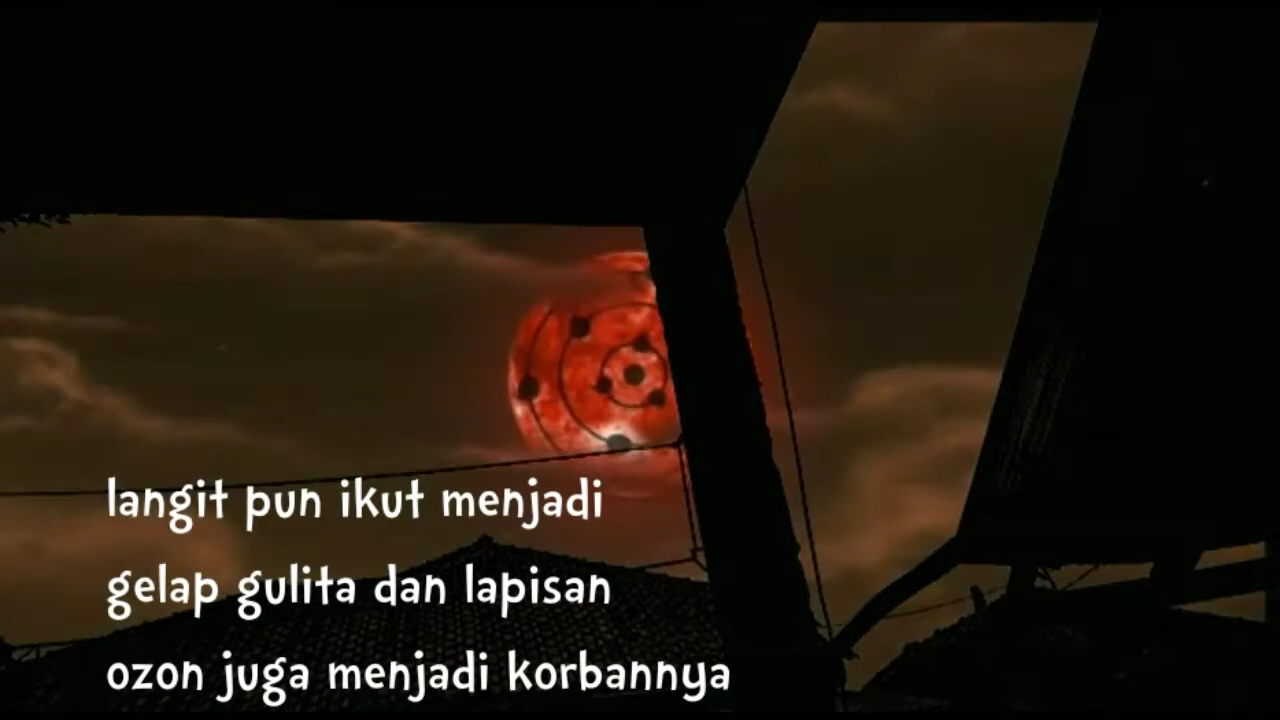 langit pun ikut menjadi
gelap gulita dan lapisan
ozon juga menjadi korbannya